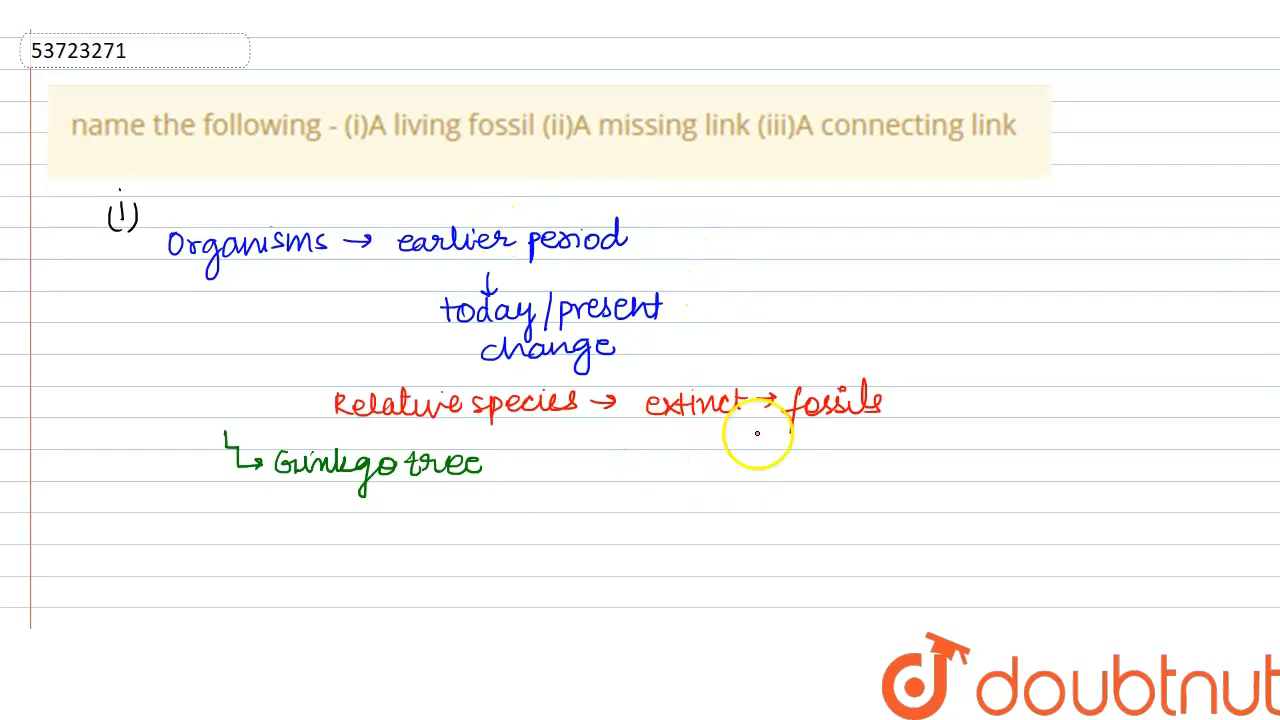 53723271
name the following - (i)A living fossil (ii)A missing link (iii)A connecting link
(i)
Organisms → earlier period
↓
today/present
change
Relative species → extinct → fossils
↳ Ginkgo tree
doubtnut